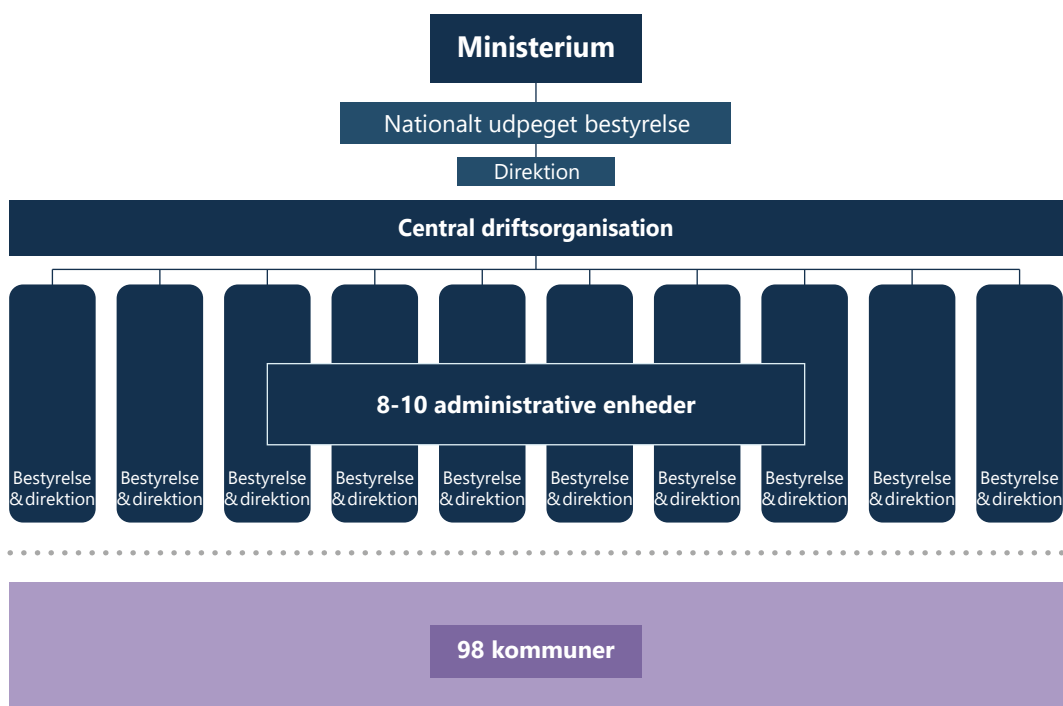 Ministerium
Nationalt udpeget bestyrelse
Direktion
Central driftsorganisation
8-10 administrative enheder
Bestyrelse
& direktion
Bestyrelse
& direktion
Bestyrelse
& direktion
Bestyrelse
& direktion
Bestyrelse
& direktion
Bestyrelse
& direktion
Bestyrelse
& direktion
Bestyrelse
& direktion
Bestyrelse
& direktion
Bestyrelse
& direktion
98 kommuner